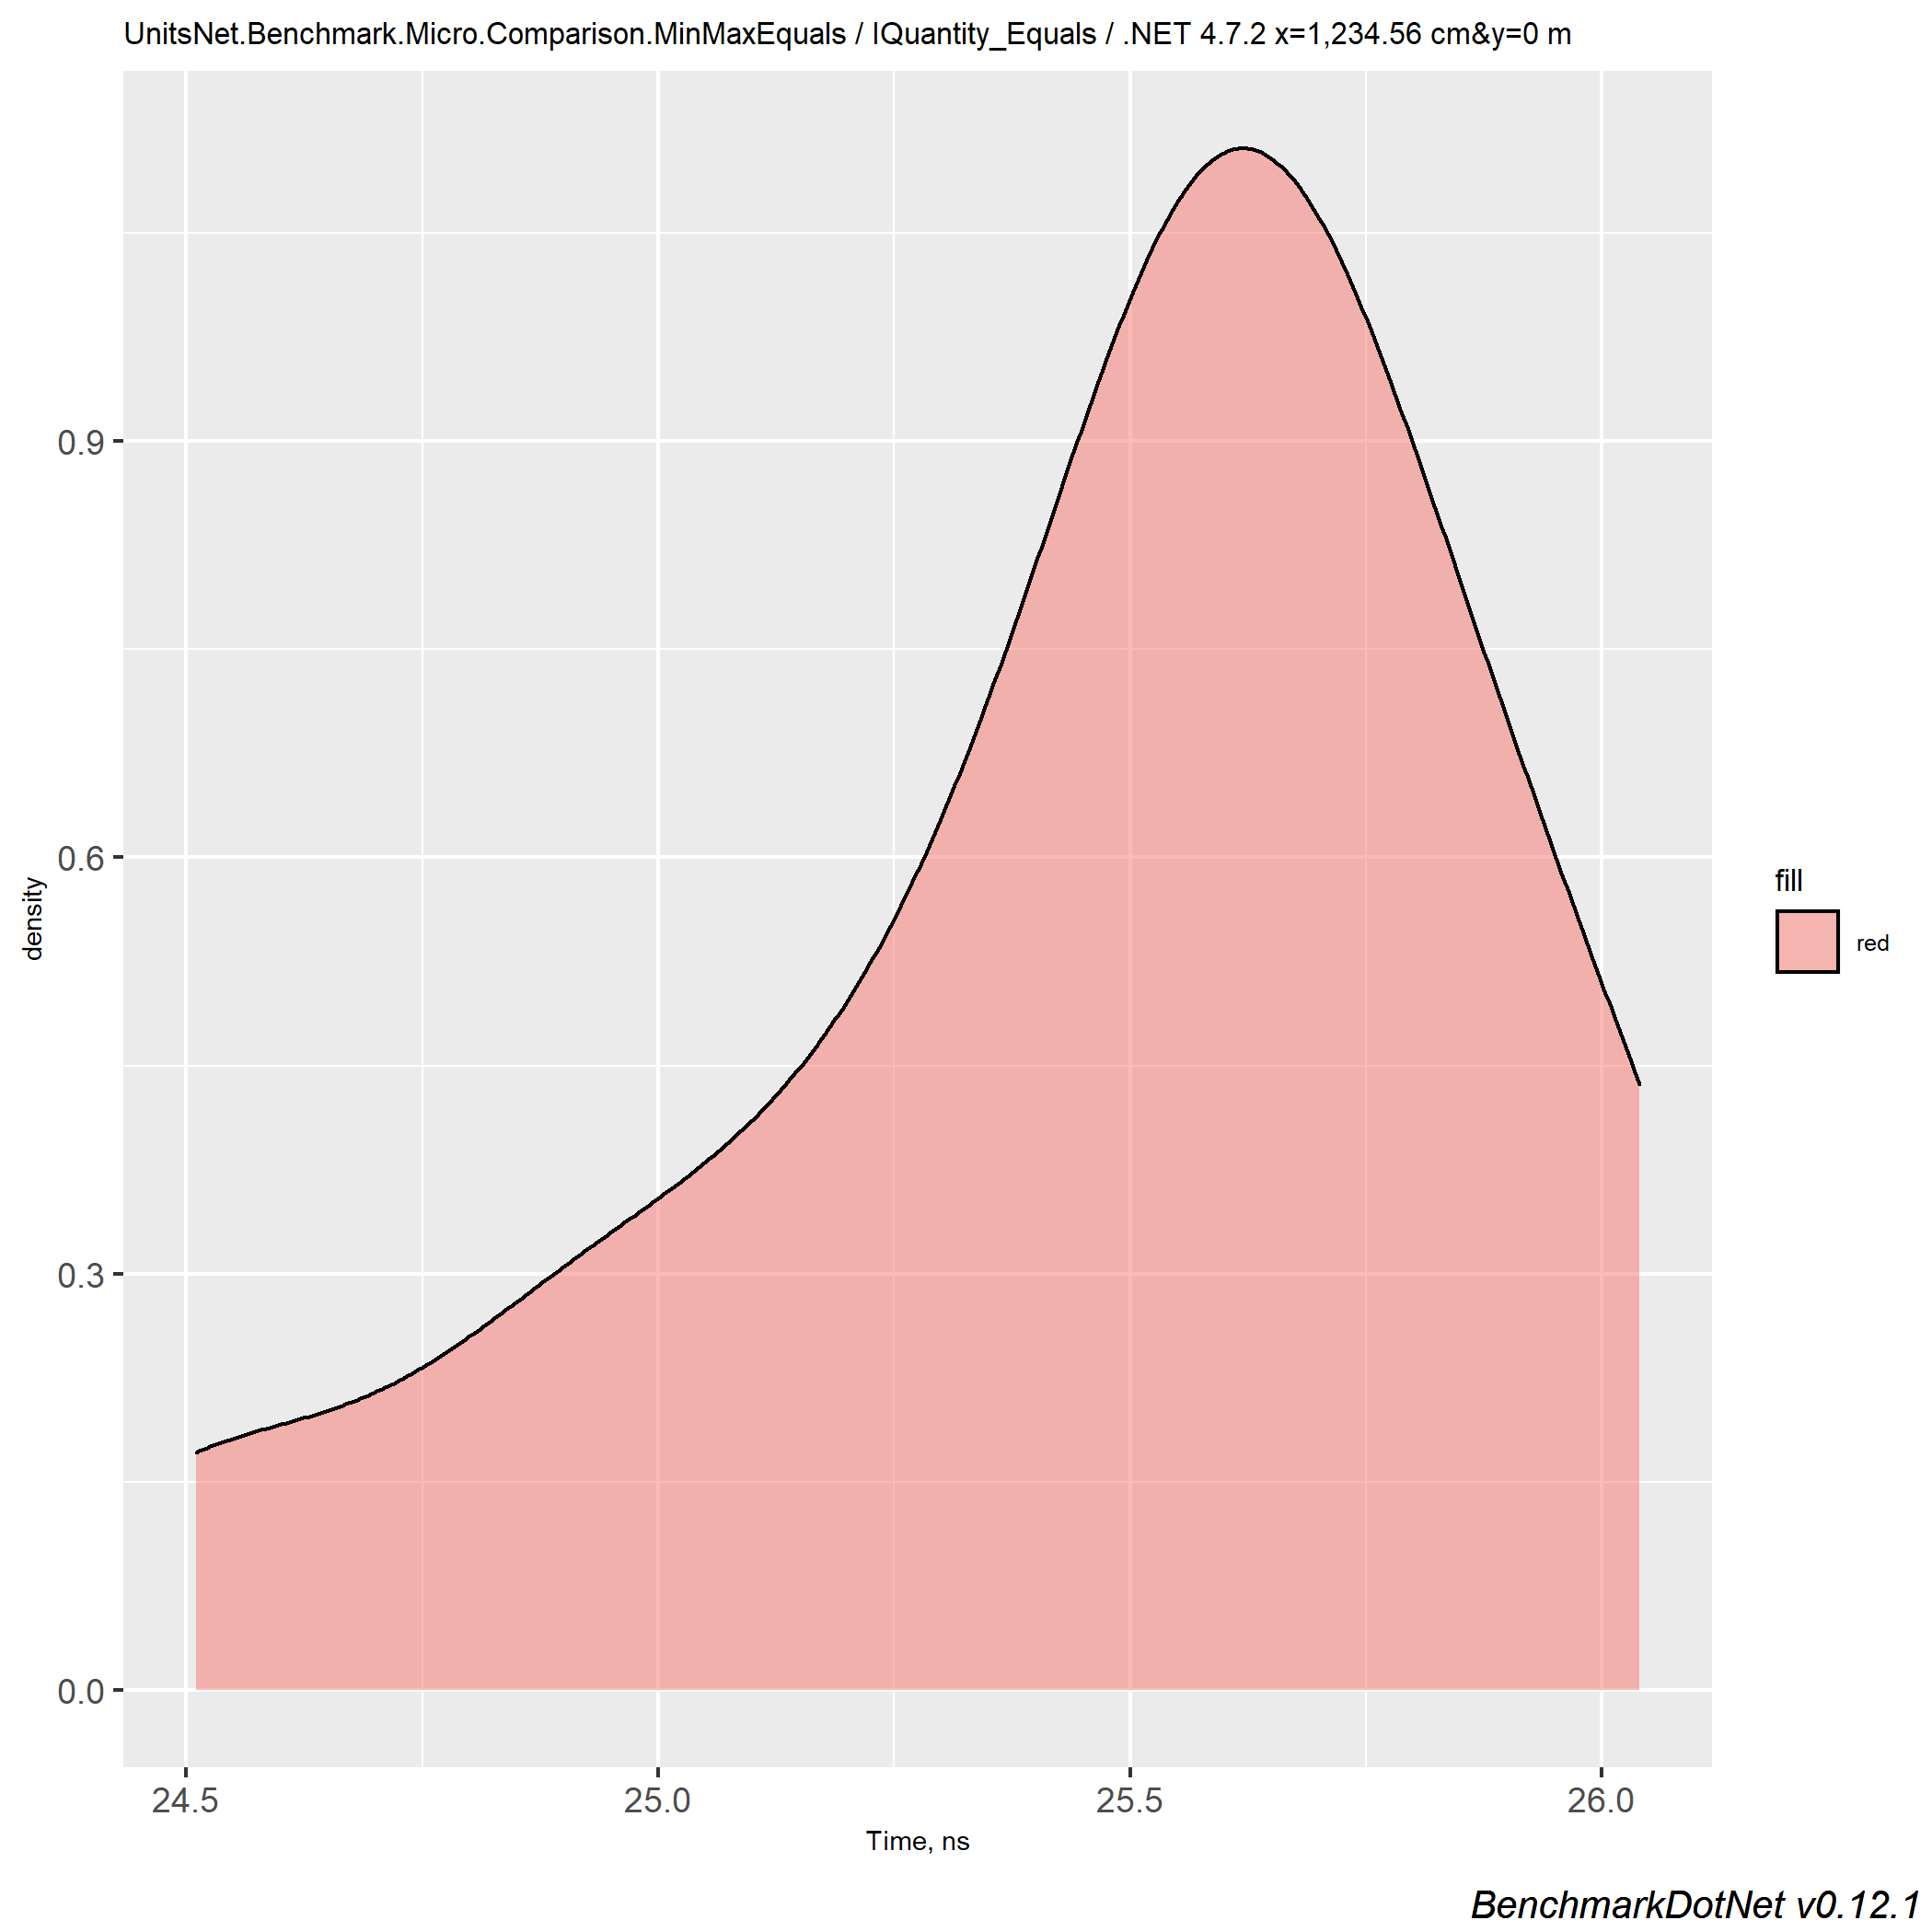 UnitsNet.Benchmark.Micro.Comparison.MinMaxEquals / IQuantity_Equals / .NET 4.7.2 x=1,234.56 cm&y=0 m
0.9
0.6
0.3
0.0
density
fill
red
24.5 25.0 25.5 26.0
Time, ns
BenchmarkDotNet v0.12.1